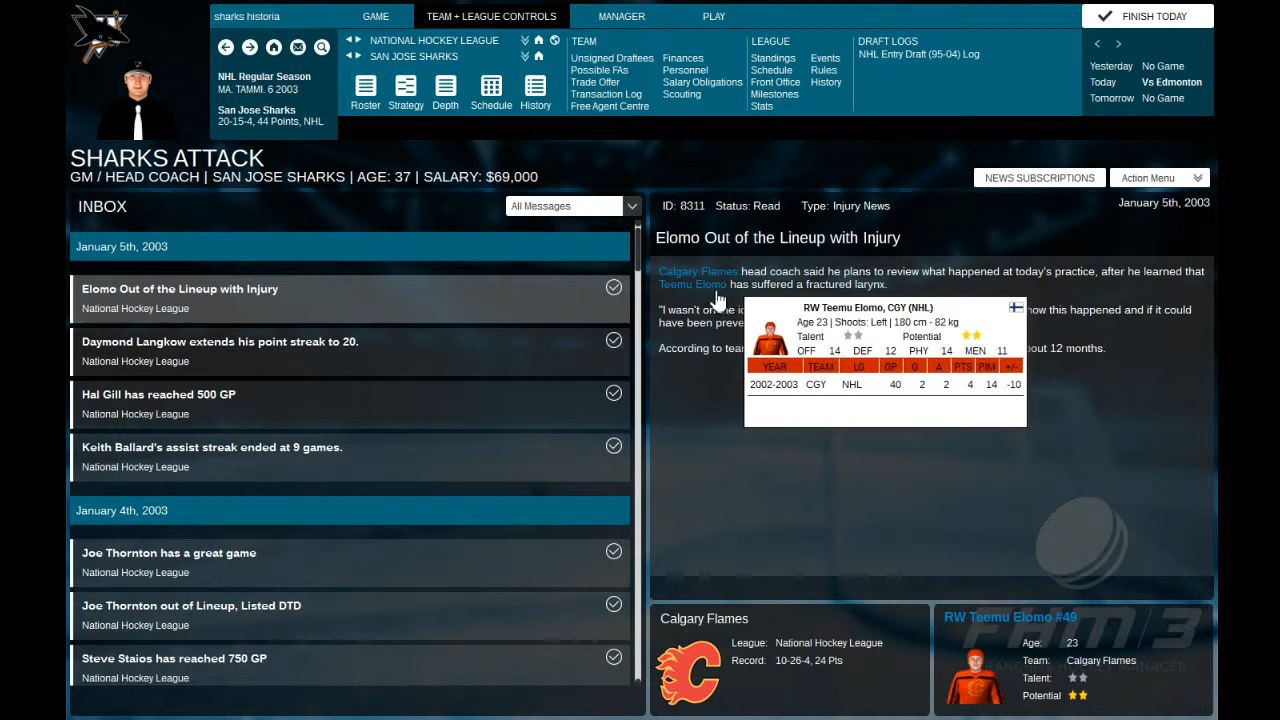 sharks historia
GAME
TEAM + LEAGUE CONTROLS
MANAGER
PLAY
FINISH TODAY
NATIONAL HOCKEY LEAGUE
SAN JOSE SHARKS
NHL Regular Season
MA. TAMMI. 6 2003
San Jose Sharks
20-15-4, 44 Points, NHL
Roster
Strategy
Depth
Schedule
History
TEAM
Unsigned Draftees
Possible FAs
Trade Offer
Transaction Log
Free Agent Centre
Finances
Personnel
Salary Obligations
Scouting
LEAGUE
Standings
Schedule
Front Office
Milestones
Stats
Events
Rules
History
DRAFT LOGS
NHL Entry Draft (95-04) Log
Yesterday No Game
Today Vs Edmonton
Tomorrow No Game
SHARKS ATTACK
GM / HEAD COACH | SAN JOSE SHARKS | AGE: 37 | SALARY: $69,000
NEWS SUBSCRIPTIONS
Action Menu
INBOX
All Messages
January 5th, 2003
Elomo Out of the Lineup with Injury
National Hockey League
Daymond Langkow extends his point streak to 20.
National Hockey League
Hal Gill has reached 500 GP
National Hockey League
Keith Ballard's assist streak ended at 9 games.
National Hockey League
January 4th, 2003
Joe Thornton has a great game
National Hockey League
Joe Thornton out of Lineup, Listed DTD
National Hockey League
Steve Staios has reached 750 GP
National Hockey League
ID: 8311 Status: Read Type: Injury News
January 5th, 2003
Elomo Out of the Lineup with Injury
Calgary Flames head coach said he plans to review what happened at today's practice, after he learned that
Teemu Elomo has suffered a fractured larynx.
"I wasn't on the how this happened and if it could
have been
According to 12 months.
RW Teemu Elomo, CGY (NHL)
Age 23 | Shoots: Left | 180 cm - 82 kg
Talent Potential
OFF 14 DEF 12 PHY 14 MEN 11
YEAR TEAM LG GP G A PTS PIM +/-
2002-2003 CGY NHL 40 2 2 4 14 -10
Calgary Flames
League: National Hockey League
Record: 10-26-4, 24 Pts
RW Teemu Elomo #49
Age: 23
Team: Calgary Flames
Talent:
Potential
FHM/3
FRANCHISE HOCKEY MANAGER